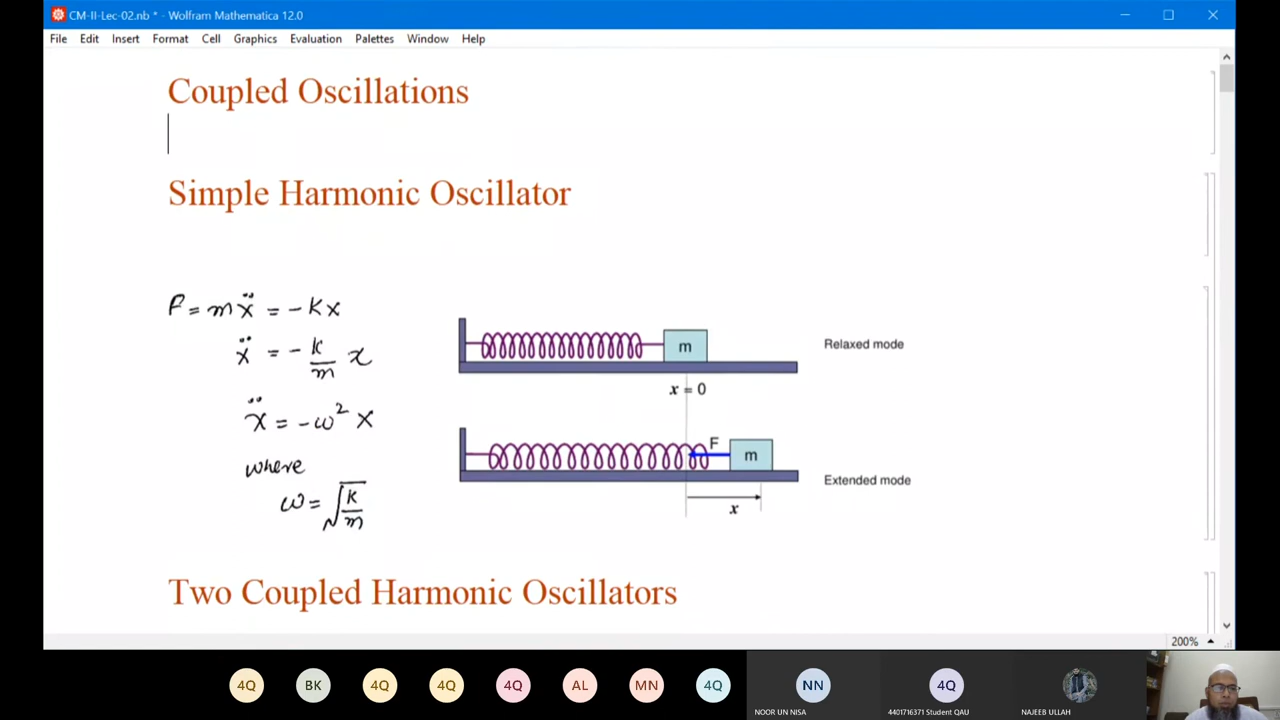 CM-II-Lec-02.nb * - Wolfram Mathematica 12.0
File Edit Insert Format Cell Graphics Evaluation Palettes Window Help
Coupled Oscillations
Simple Harmonic Oscillator
F = mẍ = -kx
ẍ = -k/m x
ẍ = -ω² x
where
ω = √k/m
m
Relaxed mode
x = 0
F
m
Extended mode
x
Two Coupled Harmonic Oscillators
200%
4Q BK 4Q 4Q 4Q AL MN 4Q NN 4Q
NOOR UN NISA 4401716371 Student QAU NAJEEB ULLAH